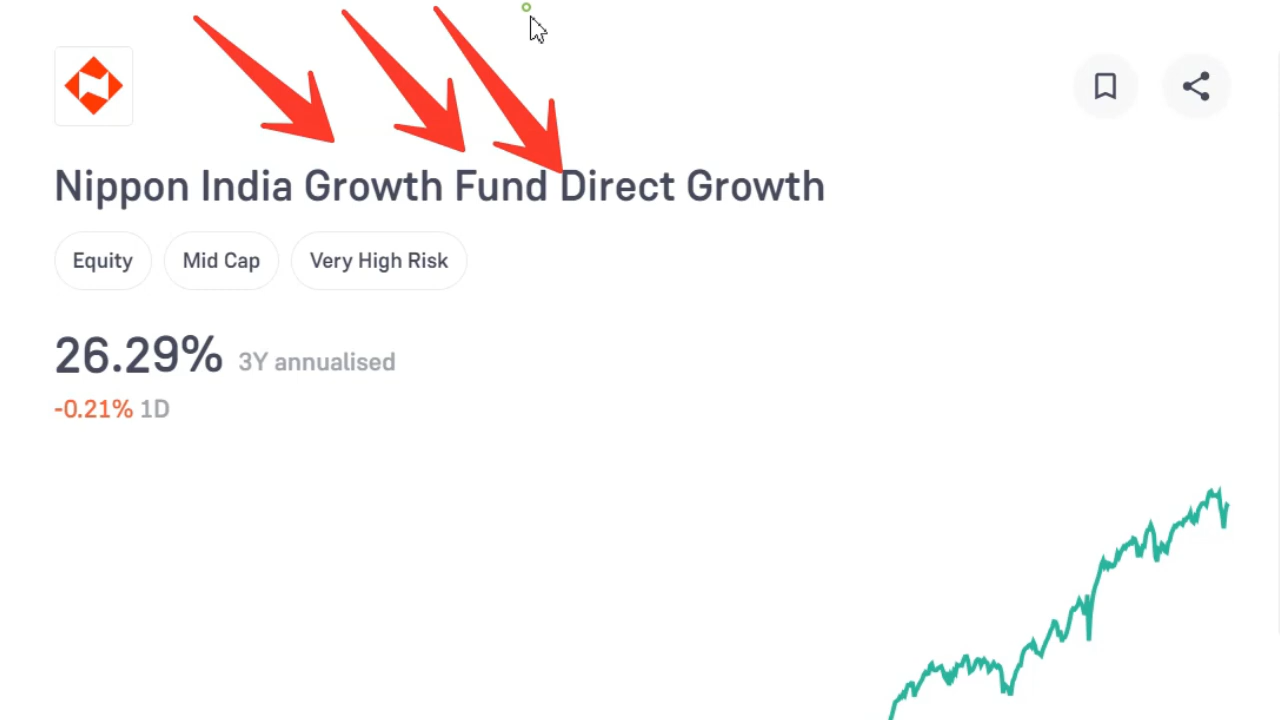 Nippon India Growth Fund Direct Growth
Equity Mid Cap Very High Risk
26.29% 3Y annualised
-0.21% 1D